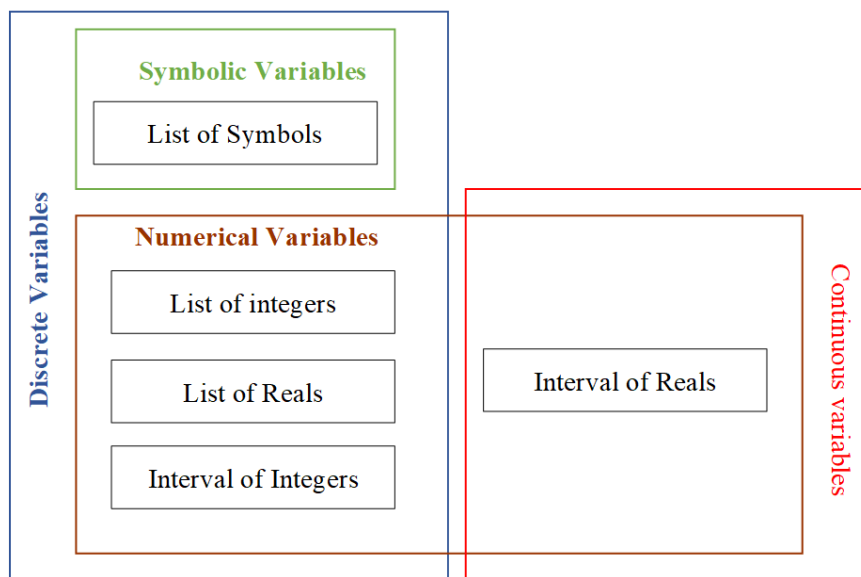 Symbolic Variables
List of Symbols
Discrete Variables
Numerical Variables
List of integers
List of Reals
Interval of Integers
Interval of Reals
Continuous variables